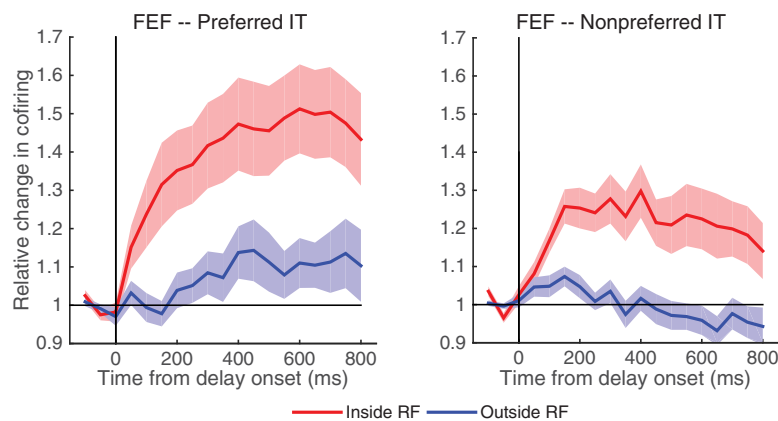 FEF -- Preferred IT
FEF -- Nonpreferred IT
Relative change in cofiring
1.7
1.6
1.5
1.4
1.3
1.2
1.1
1
0.9
0 200 400 600 800
Time from delay onset (ms)
1.7
1.6
1.5
1.4
1.3
1.2
1.1
1
0.9
0 200 400 600 800
Time from delay onset (ms)
Inside RF Outside RF